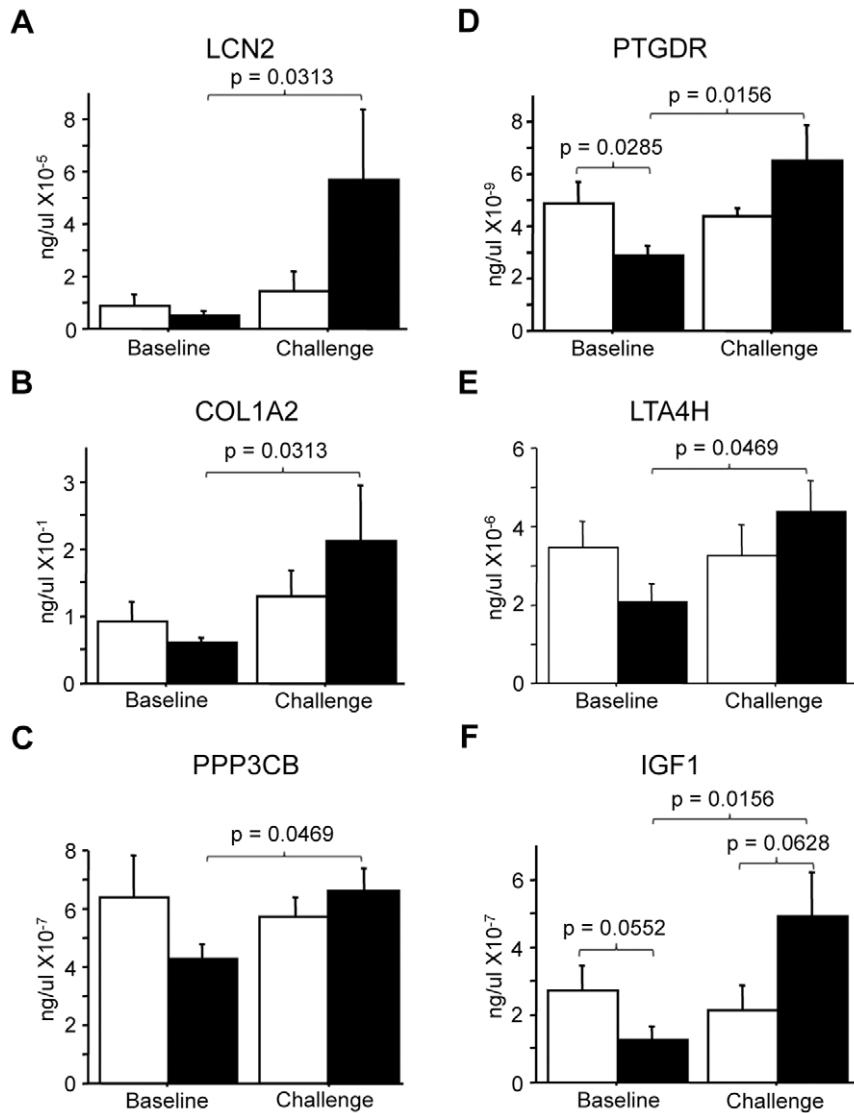 A
LCN2
p = 0.0313
ng/ul X10-5
8
6
4
2
0
Baseline Challenge
B
COL1A2
p = 0.0313
ng/ul X10-1
3
2
1
0
Baseline Challenge
C
PPP3CB
p = 0.0469
ng/ul X10-7
8
6
4
2
0
Baseline Challenge
D
PTGDR
p = 0.0156
p = 0.0285
ng/ul X10-9
8
6
4
2
0
Baseline Challenge
E
LTA4H
p = 0.0469
ng/ul X10-6
6
4
2
0
Baseline Challenge
F
IGF1
p = 0.0156
p = 0.0628
p = 0.0552
ng/ul X10-7
6
4
2
0
Baseline Challenge